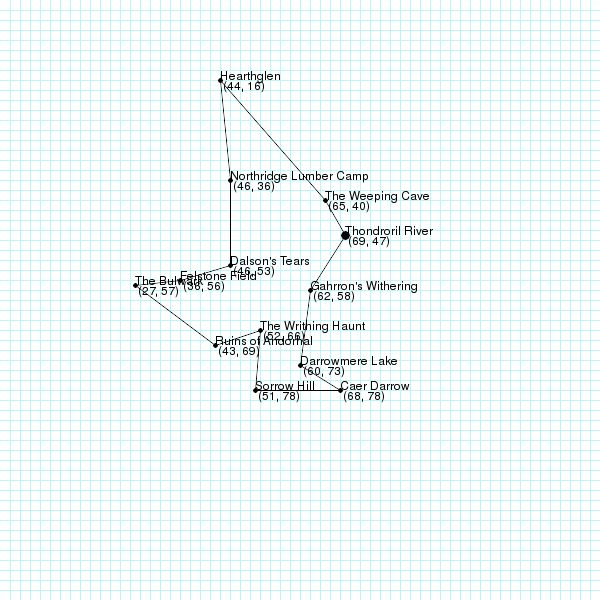 Hearthglen
(44, 16)
Northridge Lumber Camp
(46, 36)
The Weeping Cave
(65, 40)
Thondroril River
(69, 47)
Dalson's Tears
(46, 53)
Felstone Field
(36, 56)
The Bulwark
(27, 57)
Gahrron's Withering
(62, 58)
The Writhing Haunt
(52, 66)
Ruins of Andorhal
(43, 69)
Darrowmere Lake
(60, 73)
Sorrow Hill
(51, 78)
Caer Darrow
(68, 78)